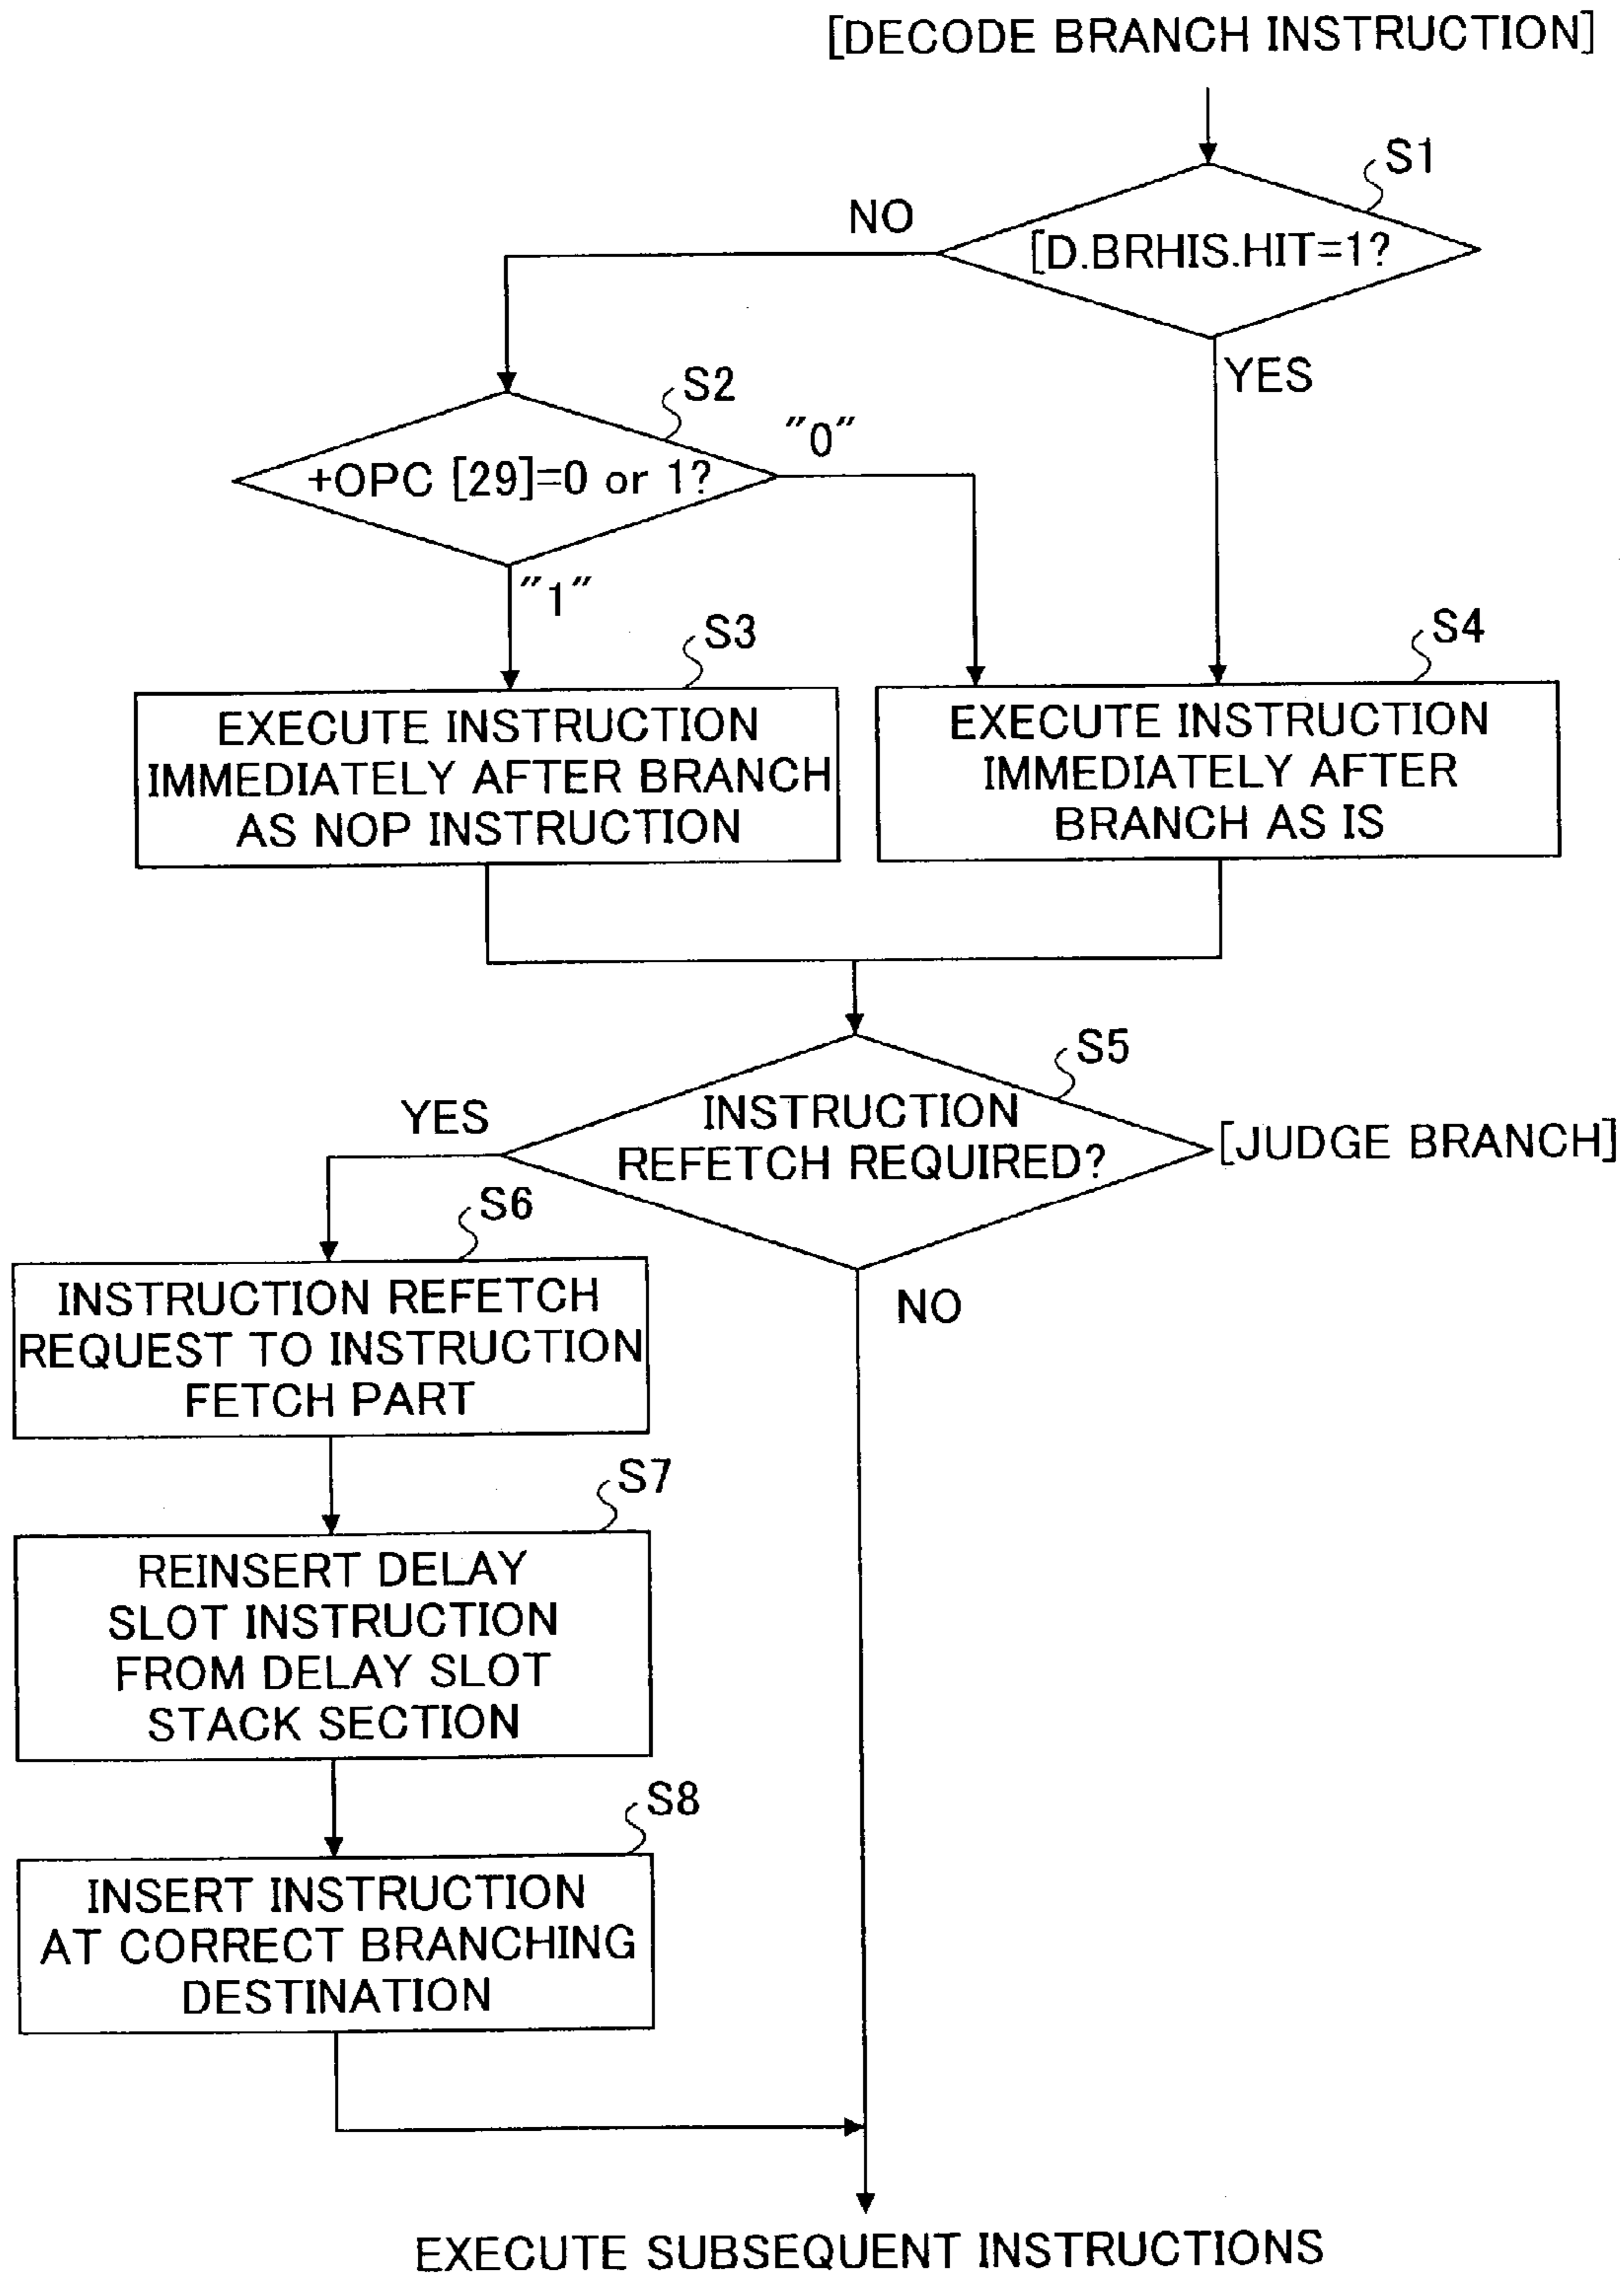 [DECODE BRANCH INSTRUCTION]
S1
NO
[D.BRHIS.HIT=1?
YES
S2
"0"
+OPC [29]=0 or 1?
"1"
S3
EXECUTE INSTRUCTION
IMMEDIATELY AFTER BRANCH
AS NOP INSTRUCTION
S4
EXECUTE INSTRUCTION
IMMEDIATELY AFTER
BRANCH AS IS
S5
YES
INSTRUCTION
REFETCH REQUIRED?
[JUDGE BRANCH]
NO
S6
INSTRUCTION REFETCH
REQUEST TO INSTRUCTION
FETCH PART
S7
REINSERT DELAY
SLOT INSTRUCTION
FROM DELAY SLOT
STACK SECTION
S8
INSERT INSTRUCTION
AT CORRECT BRANCHING
DESTINATION
EXECUTE SUBSEQUENT INSTRUCTIONS